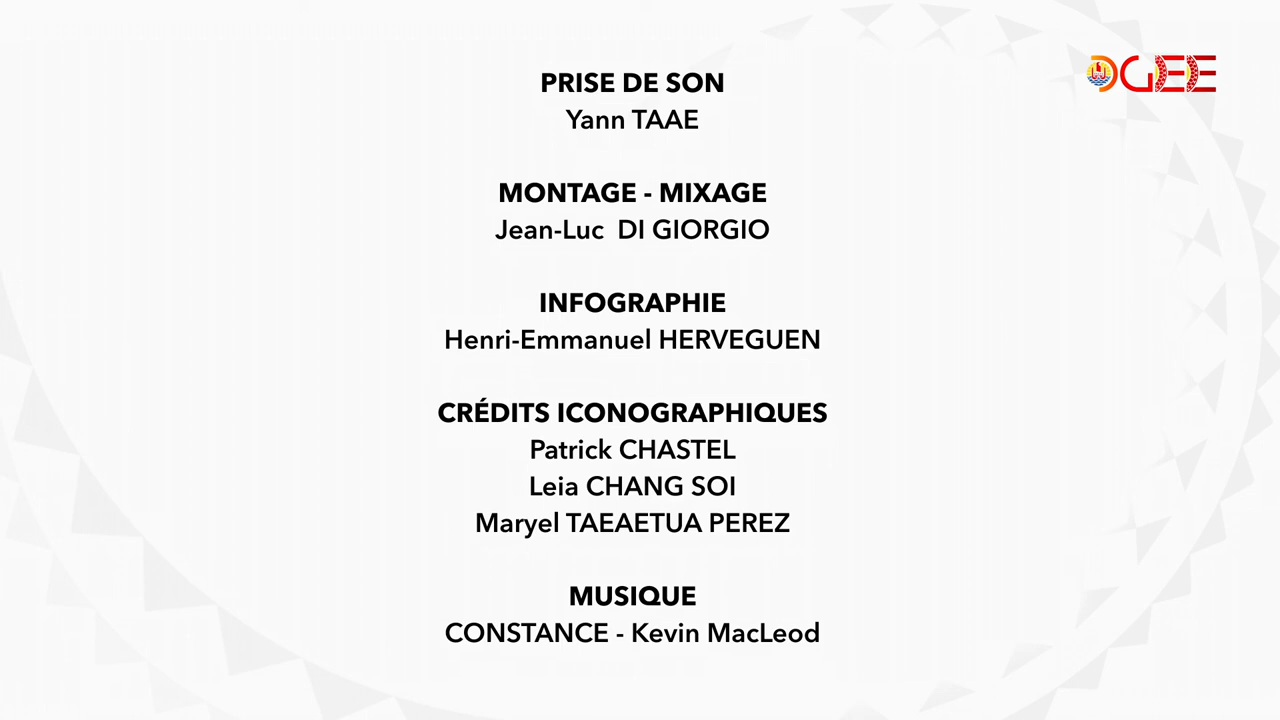 DGEE
PRISE DE SON
Yann TAAE
MONTAGE - MIXAGE
Jean-Luc  DI GIORGIO
INFOGRAPHIE
Henri-Emmanuel HERVEGUEN
CRÉDITS ICONOGRAPHIQUES
Patrick CHASTEL
Leia CHANG SOI
Maryel TAEAETUA PEREZ
MUSIQUE
CONSTANCE - Kevin MacLeod